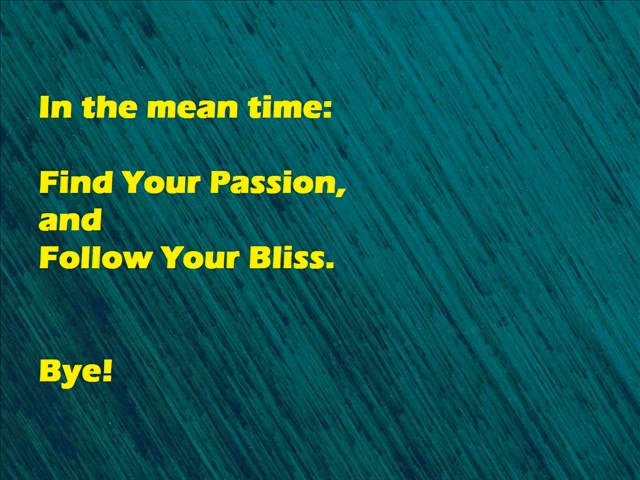 In the mean time:
Find Your Passion,
and
Follow Your Bliss.
Bye!